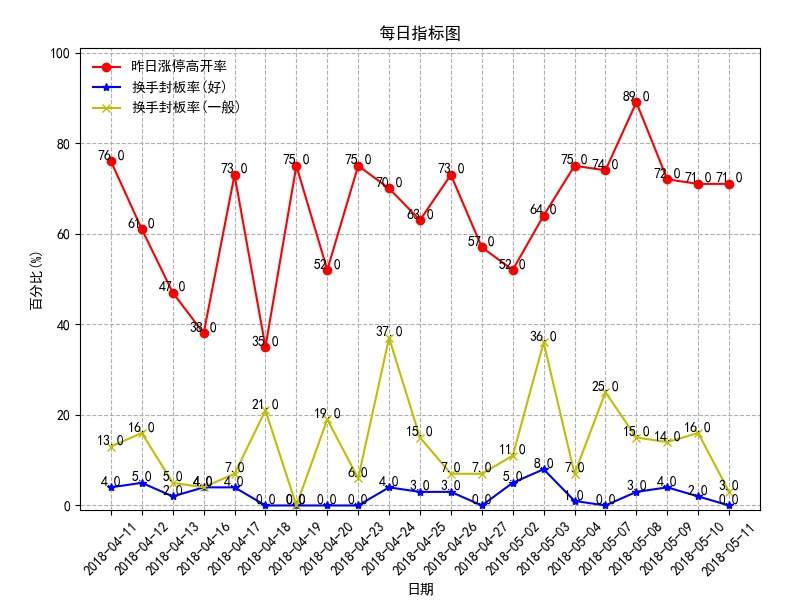 每日指标图
昨日涨停高开率
换手封板率(好)
换手封板率(一般)
百分比(%)
100
80
60
40
20
0
76.0 61.0 47.0 38.0 73.0 35.0 75.0 52.0 75.0 70.0 63.0 73.0 57.0 52.0 64.0 75.0 74.0 89.0 72.0 71.0 71.0
13.0 16.0 5.0 4.0 7.0 21.0 0.0 19.0 6.0 37.0 15.0 7.0 7.0 11.0 36.0 7.0 25.0 15.0 14.0 16.0 3.0
4.0 5.0 2.0 4.0 4.0 0.0 0.0 0.0 0.0 4.0 3.0 3.0 0.0 5.0 8.0 1.0 0.0 3.0 4.0 2.0 0.0
2018-04-11 2018-04-12 2018-04-13 2018-04-16 2018-04-17 2018-04-18 2018-04-19 2018-04-20 2018-04-23 2018-04-24 2018-04-25 2018-04-26 2018-04-27 2018-05-02 2018-05-03 2018-05-04 2018-05-07 2018-05-08 2018-05-09 2018-05-10 2018-05-11
日期